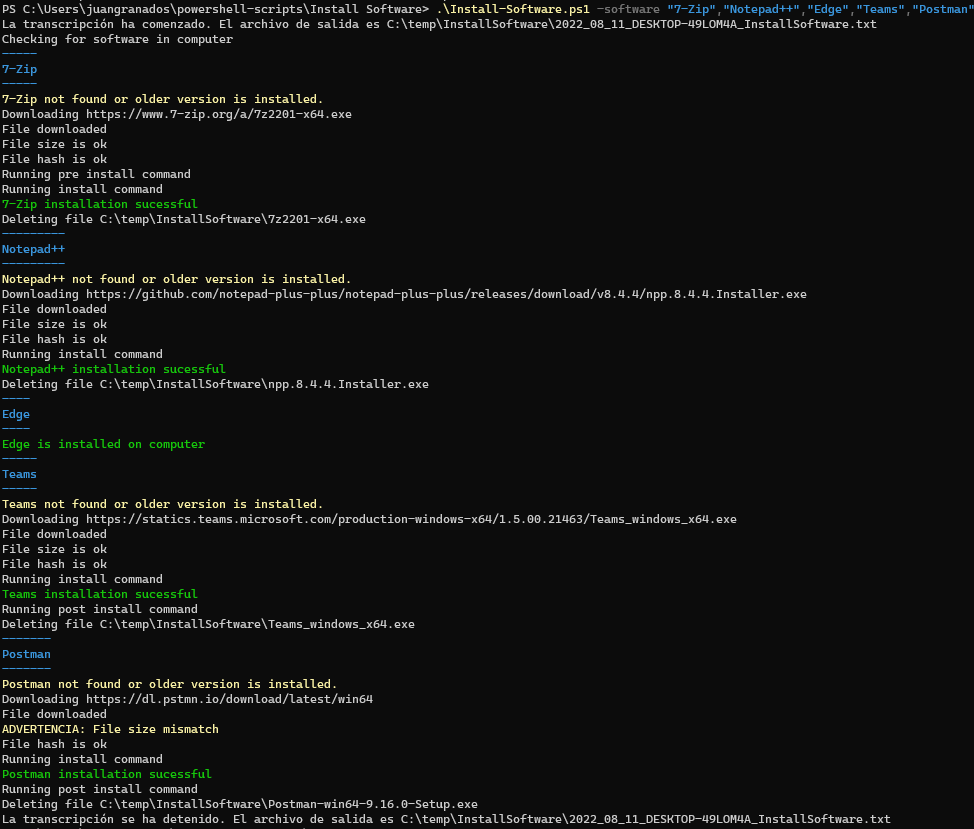 PS C:\Users\juangranados\powershell-scripts\Install Software> .\Install-Software.ps1 -software "7-Zip","Notepad++","Edge","Teams","Postman"
La transcripción ha comenzado. El archivo de salida es C:\temp\InstallSoftware\2022_08_11_DESKTOP-49LOM4A_InstallSoftware.txt
Checking for software in computer
-----
7-Zip
-----
7-Zip not found or older version is installed.
Downloading https://www.7-zip.org/a/7z2201-x64.exe
File downloaded
File size is ok
File hash is ok
Running pre install command
Running install command
7-Zip installation sucessful
Deleting file C:\temp\InstallSoftware\7z2201-x64.exe
---------
Notepad++
---------
Notepad++ not found or older version is installed.
Downloading https://github.com/notepad-plus-plus/notepad-plus-plus/releases/download/v8.4.4/npp.8.4.4.Installer.exe
File downloaded
File size is ok
File hash is ok
Running install command
Notepad++ installation sucessful
Deleting file C:\temp\InstallSoftware\npp.8.4.4.Installer.exe
----
Edge
----
Edge is installed on computer
-----
Teams
-----
Teams not found or older version is installed.
Downloading https://statics.teams.microsoft.com/production-windows-x64/1.5.00.21463/Teams_windows_x64.exe
File downloaded
File size is ok
File hash is ok
Running install command
Teams installation sucessful
Running post install command
Deleting file C:\temp\InstallSoftware\Teams_windows_x64.exe
-------
Postman
-------
Postman not found or older version is installed.
Downloading https://dl.pstmn.io/download/latest/win64
File downloaded
ADVERTENCIA: File size mismatch
File hash is ok
Running install command
Postman installation sucessful
Running post install command
Deleting file C:\temp\InstallSoftware\Postman-win64-9.16.0-Setup.exe
La transcripción se ha detenido. El archivo de salida es C:\temp\InstallSoftware\2022_08_11_DESKTOP-49LOM4A_InstallSoftware.txt